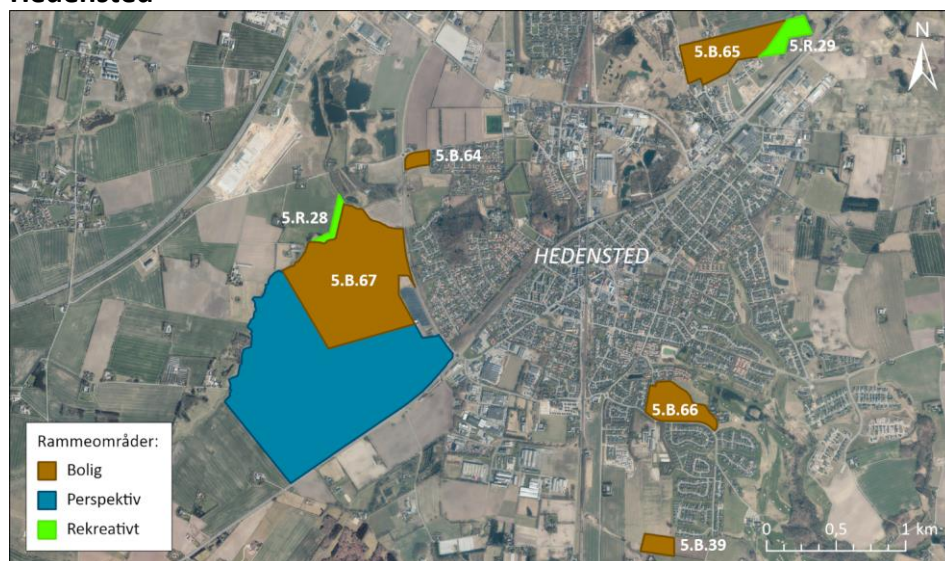 Hedensted
5.B.65
5.R.29
N
5.B.64
5.R.28
HEDENSTED
5.B.67
5.B.66
Rammeområder:
Bolig
Perspektiv
Rekreativt
5.B.39
0 0,5 1 km